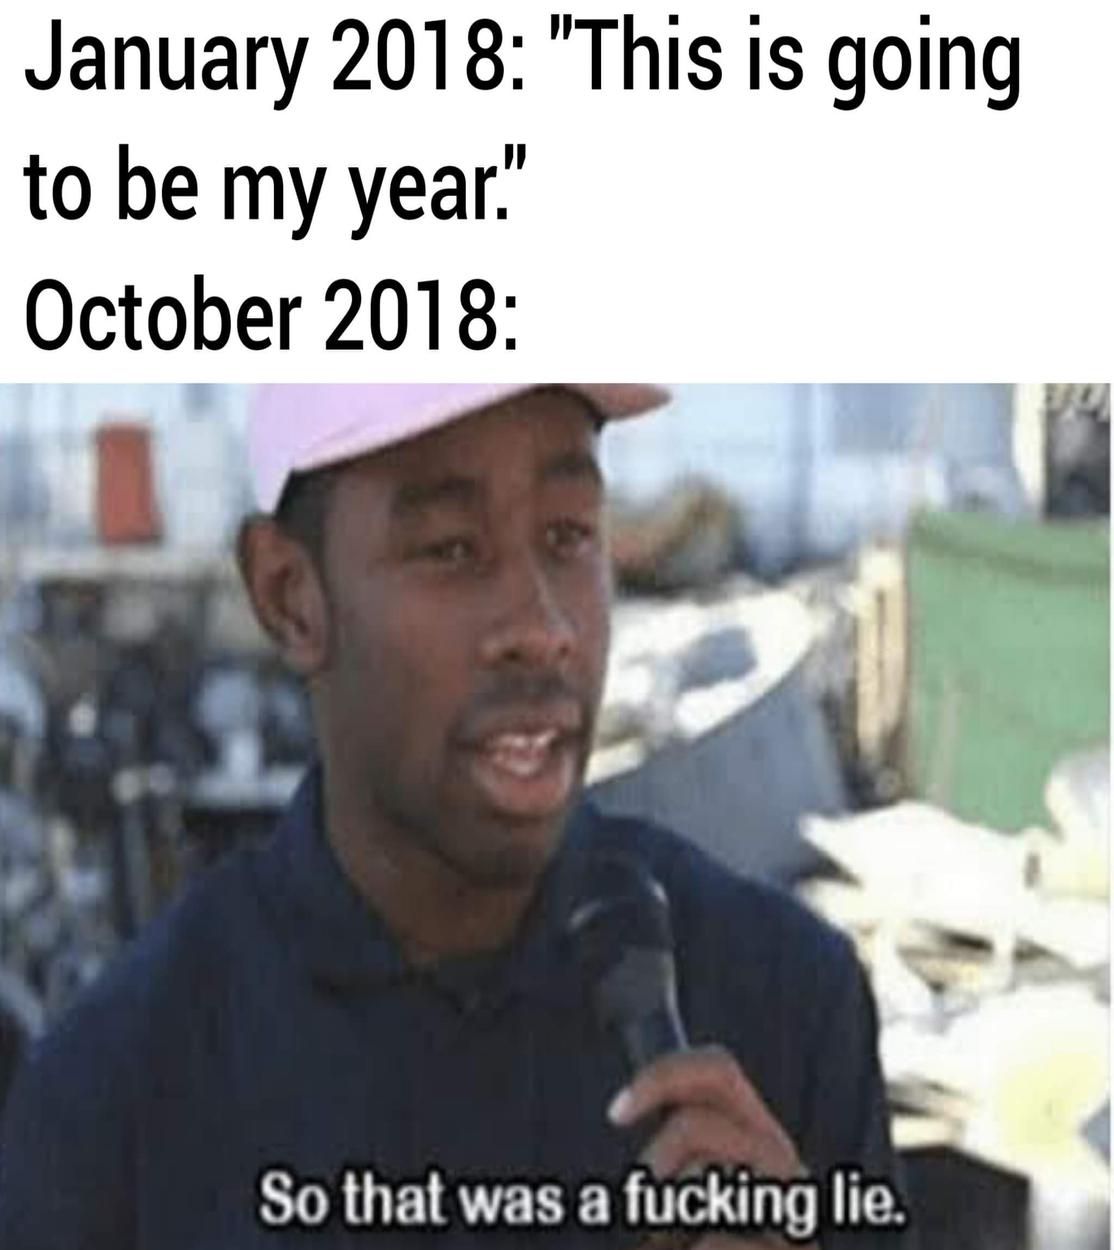 January 2018: "This is going
to be my year."
October 2018:
So that was a fucking lie.